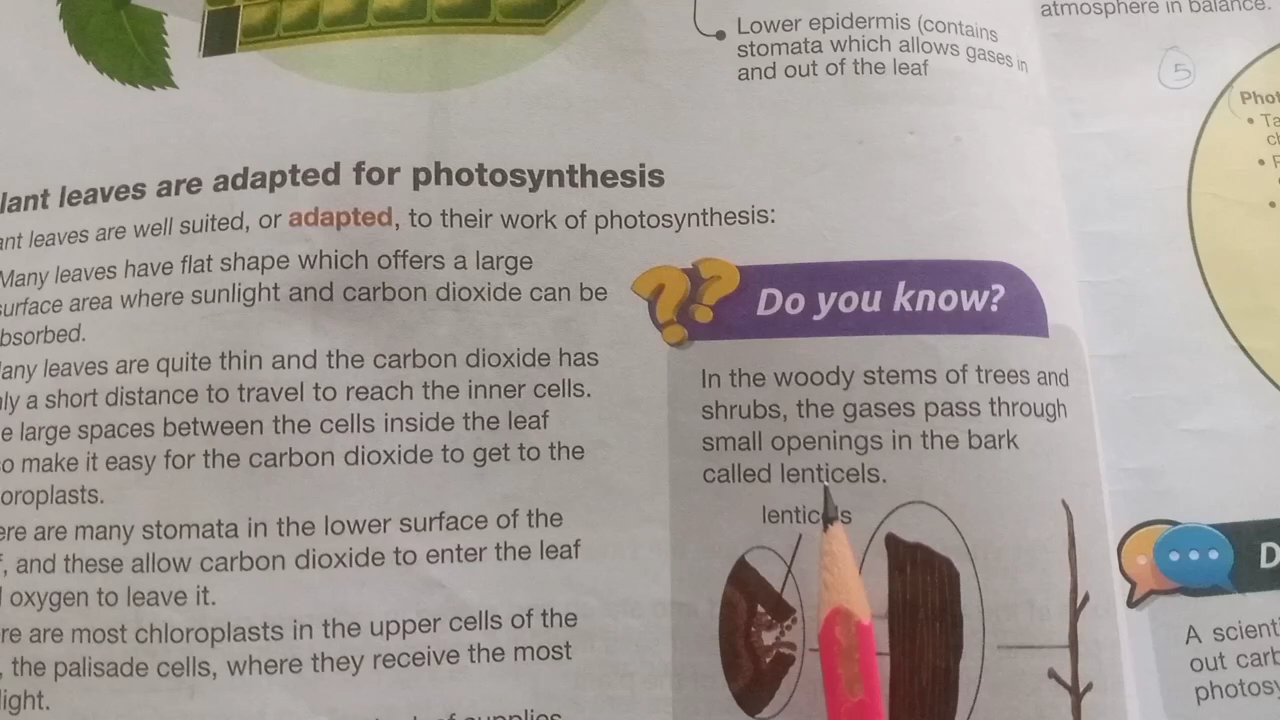 Lower epidermis (contains
stomata which allows gases in
and out of the leaf
atmosphere in balance.
5
lant leaves are adapted for photosynthesis
ant leaves are well suited, or adapted, to their work of photosynthesis:
Many leaves have flat shape which offers a large
surface area where sunlight and carbon dioxide can be
bsorbed.
any leaves are quite thin and the carbon dioxide has
ly a short distance to travel to reach the inner cells.
e large spaces between the cells inside the leaf
o make it easy for the carbon dioxide to get to the
oroplasts.
ere are many stomata in the lower surface of the
, and these allow carbon dioxide to enter the leaf
oxygen to leave it.
re are most chloroplasts in the upper cells of the
, the palisade cells, where they receive the most
light.
of supplies
?? Do you know?
In the woody stems of trees and
shrubs, the gases pass through
small openings in the bark
called lenticels.
lentic s
Phot
• Ta
D
A scienti
out carb
photosy